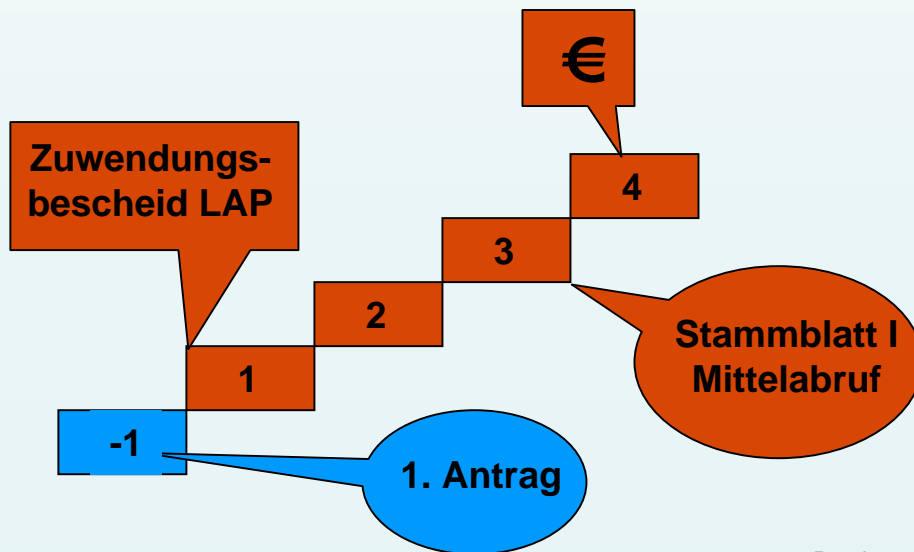 €
Zuwendungs-
bescheid LAP
4
3
2
Stammblatt I
Mittelabruf
1
-1
1. Antrag